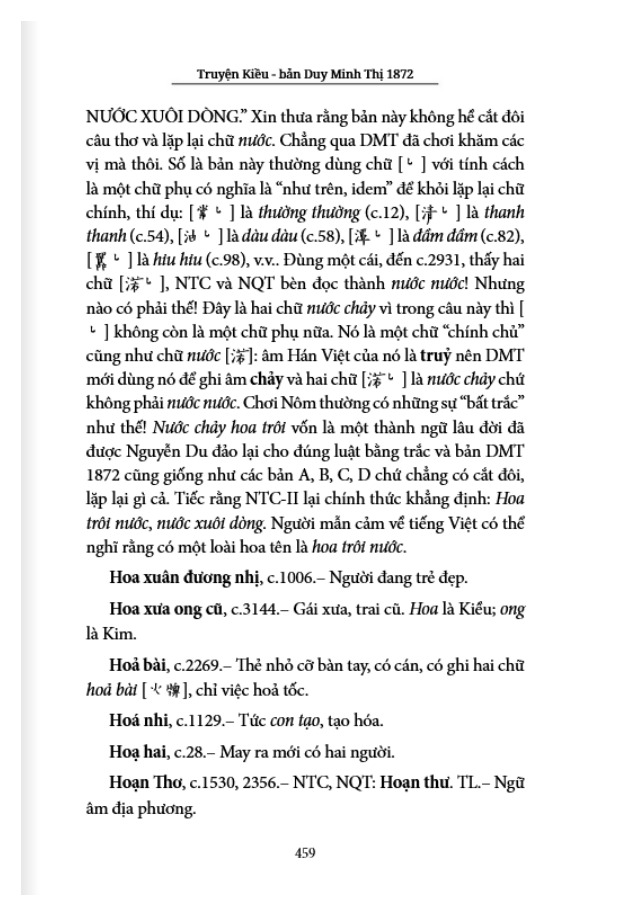 Truyện Kiều - bản Duy Minh Thị 1872
NƯỚC XUÔI DÒNG.” Xin thưa rằng bản này không hề cắt đôi
câu thơ và lặp lại chữ nước. Chẳng qua DMT đã chơi khăm các
vị mà thôi. Số là bản này thường dùng chữ [ ] với tính cách
là một chữ phụ có nghĩa là “như trên, idem” để khỏi lặp lại chữ
chính, thí dụ: [常 ] là thường thường (c.12), [清 ] là thanh
thanh (c.54), [油 ] là dàu dàu (c.58), [潭 ] là đầm đầm (c.82),
[ ] là hiu hiu (c.98), v.v.. Đùng một cái, đến c.2931, thấy hai
chữ [渃 ], NTC và NQT bèn đọc thành nước nước! Nhưng
nào có phải thế! Đây là hai chữ nước chảy vì trong câu này thì [
] không còn là một chữ phụ nữa. Nó là một chữ “chính chủ”
cũng như chữ nước [渃]: âm Hán Việt của nó là truỷ nên DMT
mới dùng nó để ghi âm chảy và hai chữ [渃 ] là nước chảy chứ
không phải nước nước. Chơi Nôm thường có những sự “bất trắc”
như thế! Nước chảy hoa trôi vốn là một thành ngữ lâu đời đã
được Nguyễn Du đảo lại cho đúng luật bằng trắc và bản DMT
1872 cũng giống như các bản A, B, C, D chứ chẳng có cắt đôi,
lặp lại gì cả. Tiếc rằng NTC-II lại chính thức khẳng định: Hoa
trôi nước, nước xuôi dòng. Người mẫn cảm về tiếng Việt có thể
nghĩ rằng có một loài hoa tên là hoa trôi nước.
Hoa xuân đương nhị, c.1006.– Người đang trẻ đẹp.
Hoa xưa ong cũ, c.3144.– Gái xưa, trai cũ. Hoa là Kiều; ong
là Kim.
Hoả bài, c.2269.– Thẻ nhỏ cỡ bàn tay, có cán, có ghi hai chữ
hoả bài [火牌], chỉ việc hoả tốc.
Hoá nhi, c.1129.– Tức con tạo, tạo hóa.
Hoạ hai, c.28.– May ra mới có hai người.
Hoạn Thơ, c.1530, 2356.– NTC, NQT: Hoạn thư. TL.– Ngữ
âm địa phương.
459